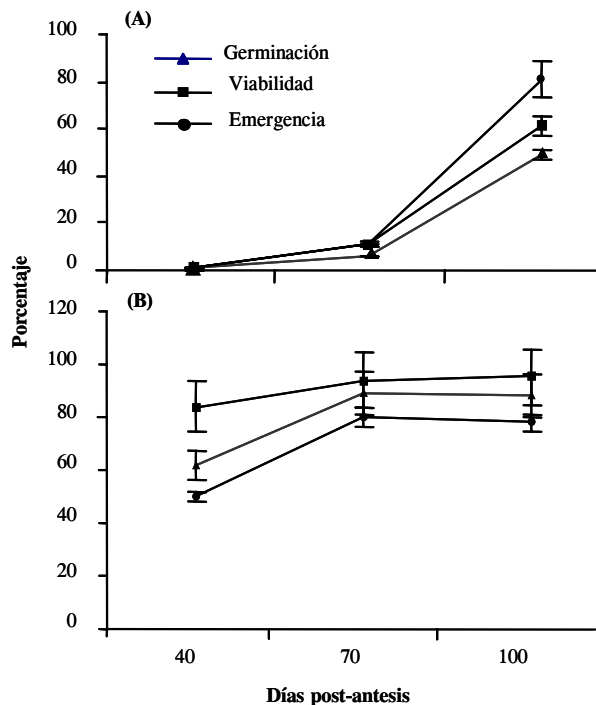 (A)
Germinación
Viabilidad
Emergencia
100
80
60
40
20
0
Porcentaje
(B)
120
100
80
60
40
20
0
40 70 100
Días post-antesis